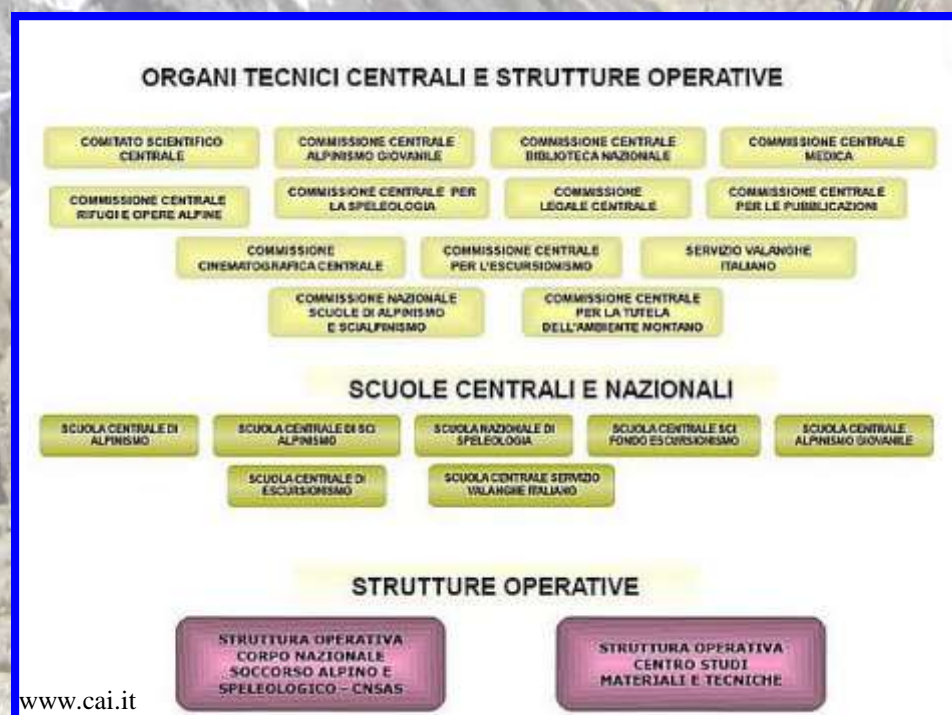 ORGANI TECNICI CENTRALI E STRUTTURE OPERATIVE
COMITATO SCIENTIFICO
CENTRALE
COMMISSIONE CENTRALE
ALPINISMO GIOVANILE
COMMISSIONE CENTRALE
BIBLIOTECA NAZIONALE
COMMISSIONE CENTRALE
MEDICA
COMMISSIONE CENTRALE
RIFUGI E OPERE ALPINE
COMMISSIONE CENTRALE PER
LA SPELEOLOGIA
COMMISSIONE
LEGALE CENTRALE
COMMISSIONE CENTRALE
PER LE PUBBLICAZIONI
COMMISSIONE
CINEMATOGRAFICA CENTRALE
COMMISSIONE CENTRALE
PER L'ESCURSIONISMO
SERVIZIO VALANGHE
ITALIANO
COMMISSIONE NAZIONALE
SCUOLE DI ALPINISMO
E SCIALPINISMO
COMMISSIONE CENTRALE
PER LA TUTELA
DELL'AMBIENTE MONTANO
SCUOLE CENTRALI E NAZIONALI
SCUOLA CENTRALE DI
ALPINISMO
SCUOLA CENTRALE DI SCI
ALPINISMO
SCUOLA NAZIONALE DI
SPELEOLOGIA
SCUOLA CENTRALE SCI
FONDO ESCURSIONISMO
SCUOLA CENTRALE
ALPINISMO GIOVANILE
SCUOLA CENTRALE DI
ESCURSIONISMO
SCUOLA CENTRALE SERVIZIO
VALANGHE ITALIANO
STRUTTURE OPERATIVE
STRUTTURA OPERATIVA
CORPO NAZIONALE
SOCCORSO ALPINO E
SPELEOLOGICO - CNSAS
STRUTTURA OPERATIVA
CENTRO STUDI
MATERIALI E TECNICHE
www.cai.it